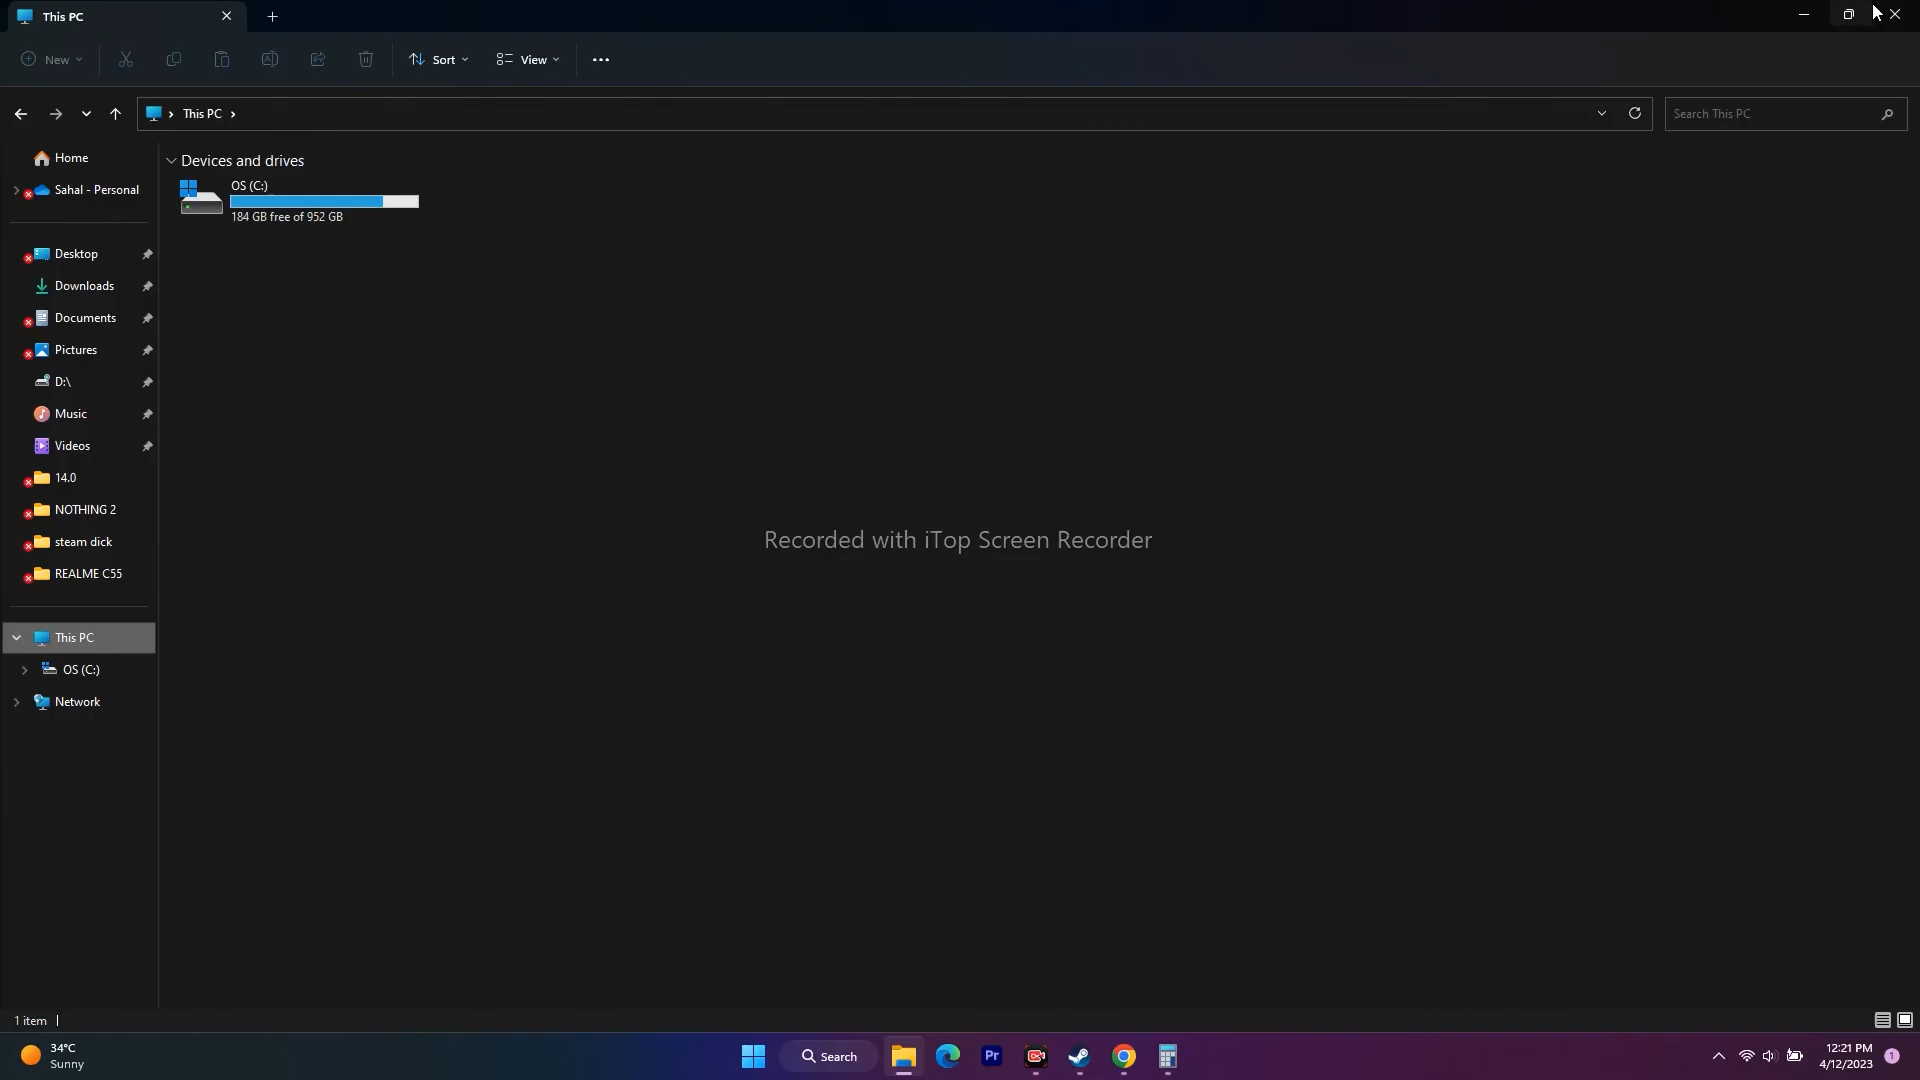 This PC
New
Sort
View
This PC
Search This PC
Home
Sahal - Personal
Desktop
Downloads
Documents
Pictures
D:\
Music
Videos
14.0
NOTHING 2
steam dick
REALME C55
This PC
OS (C:)
Network
Devices and drives
OS (C:)
184 GB free of 952 GB
Recorded with iTop Screen Recorder
1 item
34°C
Sunny
Search
Pr
12:21 PM
4/12/2023
1